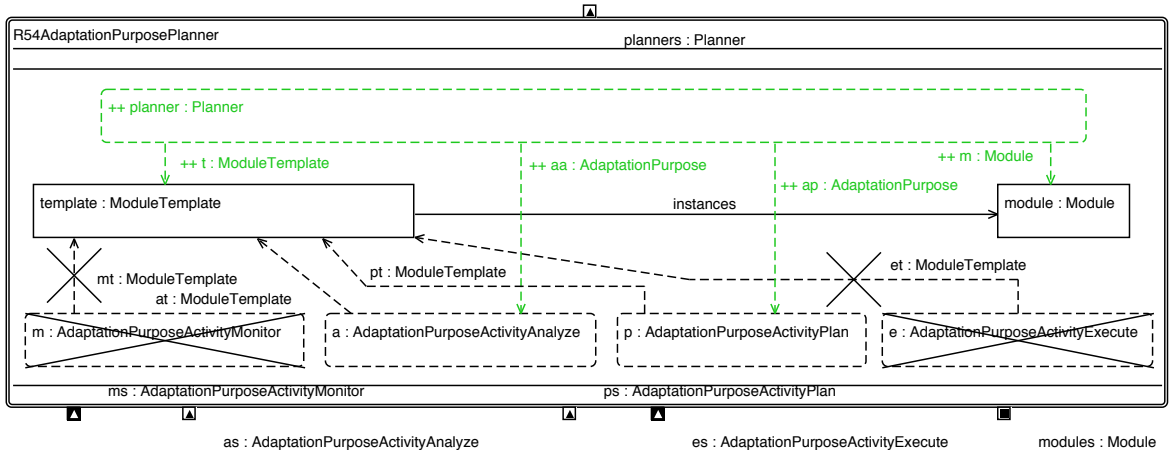 R54AdaptationPurposePlanner
planners : Planner
++ planner : Planner
++ t : ModuleTemplate
++ aa : AdaptationPurpose
++ m : Module
++ ap : AdaptationPurpose
template : ModuleTemplate
instances
module : Module
mt : ModuleTemplate
pt : ModuleTemplate
et : ModuleTemplate
at : ModuleTemplate
m : AdaptationPurposeActivityMonitor
a : AdaptationPurposeActivityAnalyze
p : AdaptationPurposeActivityPlan
e : AdaptationPurposeActivityExecute
ms : AdaptationPurposeActivityMonitor
ps : AdaptationPurposeActivityPlan
as : AdaptationPurposeActivityAnalyze
es : AdaptationPurposeActivityExecute
modules : Module